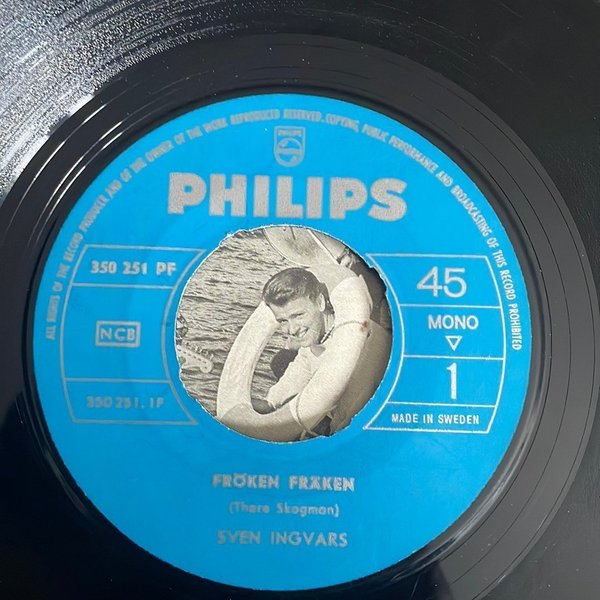 ALL RIGHTS OF THE RECORD PRODUCER AND OF THE OWNER OF THE WORK REPRODUCED RESERVED. COPYING, PUBLIC PERFORMANCE AND BROADCASTING OF THIS RECORD PROHIBITED
PHILIPS
PHILIPS
350 251 PF
45
NCB
MONO
350 251.1F
1
MADE IN SWEDEN
FRÖKEN FRÄKEN
(Thore Skogman)
SVEN INGVARS